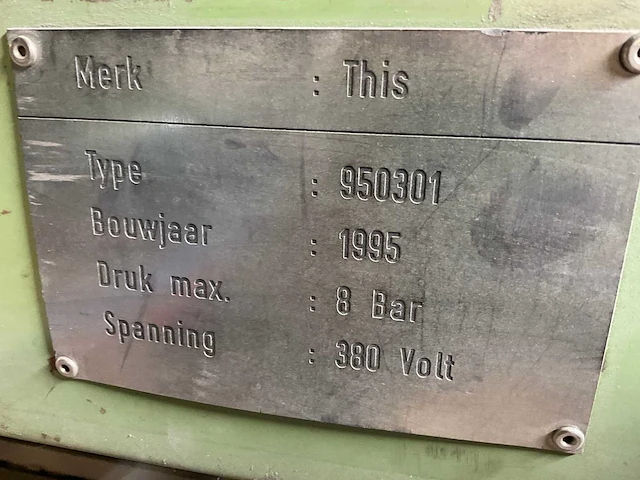 Merk : This
Type : 950301
Bouwjaar : 1995
Druk max. : 8 Bar
Spanning : 380 Volt